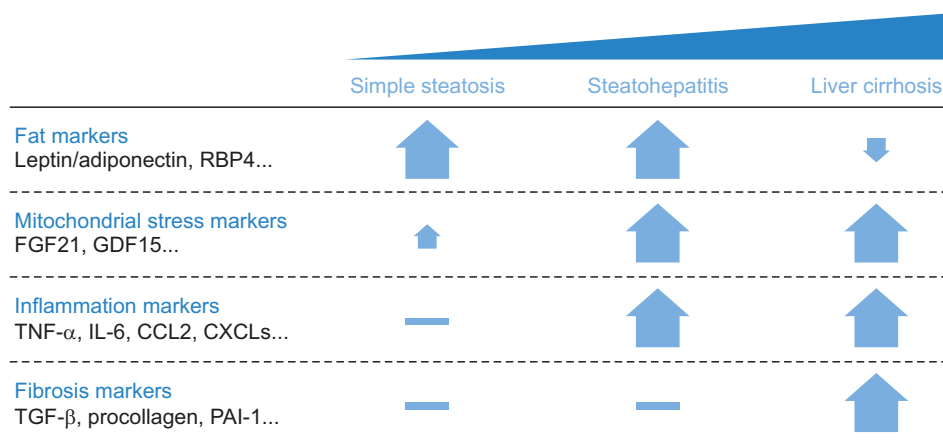 Simple steatosis Steatohepatitis Liver cirrhosis
Fat markers
Leptin/adiponectin, RBP4...
Mitochondrial stress markers
FGF21, GDF15...
Inflammation markers
TNF-α, IL-6, CCL2, CXCLs...
Fibrosis markers
TGF-β, procollagen, PAI-1...